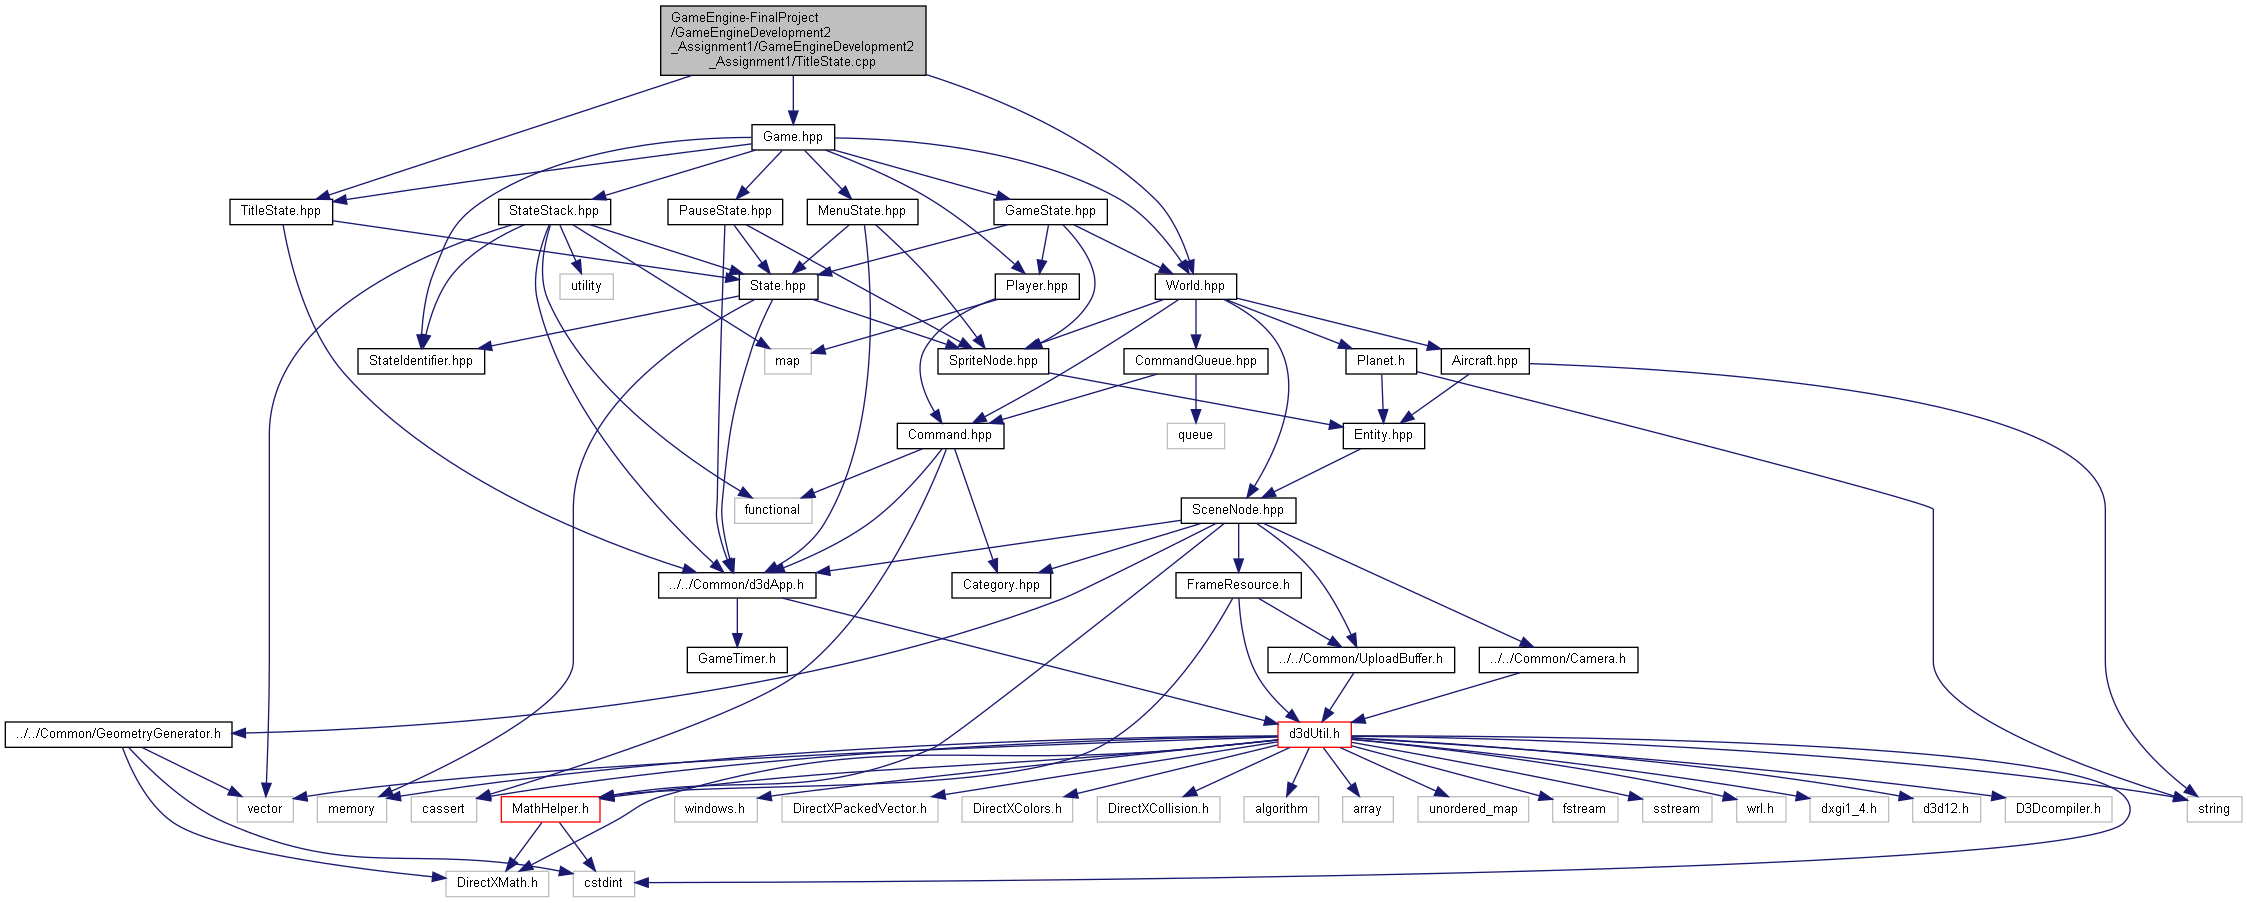 GameEngine-FinalProject
/GameEngineDevelopment2
_Assignment1/GameEngineDevelopment2
_Assignment1/TitleState.cpp
Game.hpp
TitleState.hpp
StateStack.hpp
PauseState.hpp
MenuState.hpp
GameState.hpp
utility
State.hpp
Player.hpp
World.hpp
StateIdentifier.hpp
map
SpriteNode.hpp
CommandQueue.hpp
Planet.h
Aircraft.hpp
Command.hpp
queue
Entity.hpp
functional
SceneNode.hpp
../../Common/d3dApp.h
Category.hpp
FrameResource.h
GameTimer.h
../../Common/UploadBuffer.h
../../Common/Camera.h
../../Common/GeometryGenerator.h
d3dUtil.h
vector
memory
cassert
MathHelper.h
windows.h
DirectXPackedVector.h
DirectXColors.h
DirectXCollision.h
algorithm
array
unordered_map
fstream
sstream
wrl.h
dxgi1_4.h
d3d12.h
D3Dcompiler.h
string
DirectXMath.h
cstdint